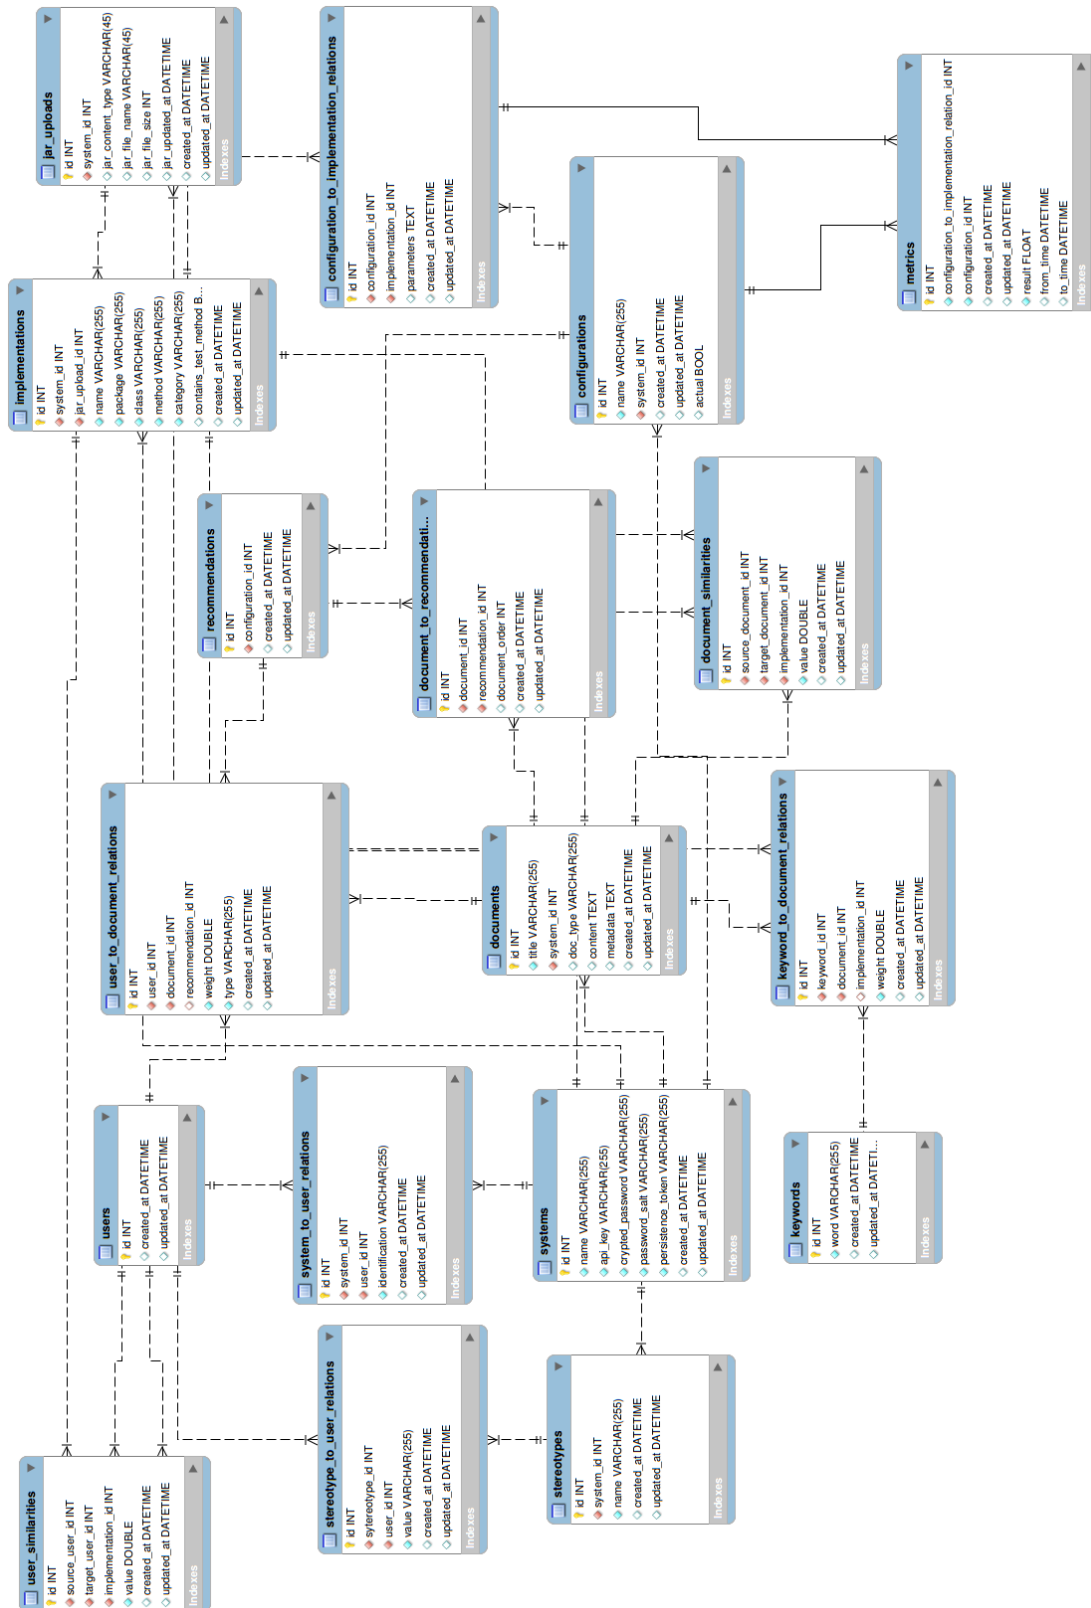 user_similarities
id INT
source_user_id INT
target_user_id INT
implementation_id INT
value DOUBLE
created_at DATETIME
updated_at DATETIME
Indexes
users
id INT
created_at DATETIME
updated_at DATETIME
Indexes
user_to_document_relations
id INT
user_id INT
document_id INT
recommendation_id INT
weight DOUBLE
type VARCHAR(255)
created_at DATETIME
updated_at DATETIME
Indexes
implementations
id INT
system_id INT
jar_upload_id INT
name VARCHAR(255)
package VARCHAR(255)
class VARCHAR(255)
method VARCHAR(255)
category VARCHAR(255)
contains_test_method B...
created_at DATETIME
updated_at DATETIME
Indexes
jar_uploads
id INT
system_id INT
jar_content_type VARCHAR(45)
jar_file_name VARCHAR(45)
jar_file_size INT
jar_updated_at DATETIME
created_at DATETIME
updated_at DATETIME
Indexes
recommendations
id INT
configuration_id INT
created_at DATETIME
updated_at DATETIME
Indexes
stereotype_to_user_relations
id INT
sytereotype_id INT
user_id INT
value VARCHAR(255)
created_at DATETIME
updated_at DATETIME
Indexes
system_to_user_relations
id INT
system_id INT
user_id INT
identification VARCHAR(255)
created_at DATETIME
updated_at DATETIME
Indexes
configuration_to_implementation_relations
id INT
configuration_id INT
implementation_id INT
parameters TEXT
created_at DATETIME
updated_at DATETIME
Indexes
document_to_recommendati...
id INT
document_id INT
recommendation_id INT
document_order INT
created_at DATETIME
updated_at DATETIME
Indexes
stereotypes
id INT
system_id INT
name VARCHAR(255)
created_at DATETIME
updated_at DATETIME
Indexes
systems
id INT
name VARCHAR(255)
api_key VARCHAR(255)
crypted_password VARCHAR(255)
password_salt VARCHAR(255)
persistence_token VARCHAR(255)
created_at DATETIME
updated_at DATETIME
Indexes
documents
id INT
title VARCHAR(255)
system_id INT
doc_type VARCHAR(255)
content TEXT
metadata TEXT
created_at DATETIME
updated_at DATETIME
Indexes
configurations
id INT
name VARCHAR(255)
system_id INT
created_at DATETIME
updated_at DATETIME
actual BOOL
Indexes
document_similarities
id INT
source_document_id INT
target_document_id INT
implementation_id INT
value DOUBLE
created_at DATETIME
updated_at DATETIME
Indexes
keywords
id INT
word VARCHAR(255)
created_at DATETIME
updated_at DATETI...
Indexes
keyword_to_document_relations
id INT
keyword_id INT
document_id INT
implementation_id INT
weight DOUBLE
created_at DATETIME
updated_at DATETIME
Indexes
metrics
id INT
configuration_to_implementation_relation_id INT
configuration_id INT
created_at DATETIME
updated_at DATETIME
result FLOAT
from_time DATETIME
to_time DATETIME
Indexes